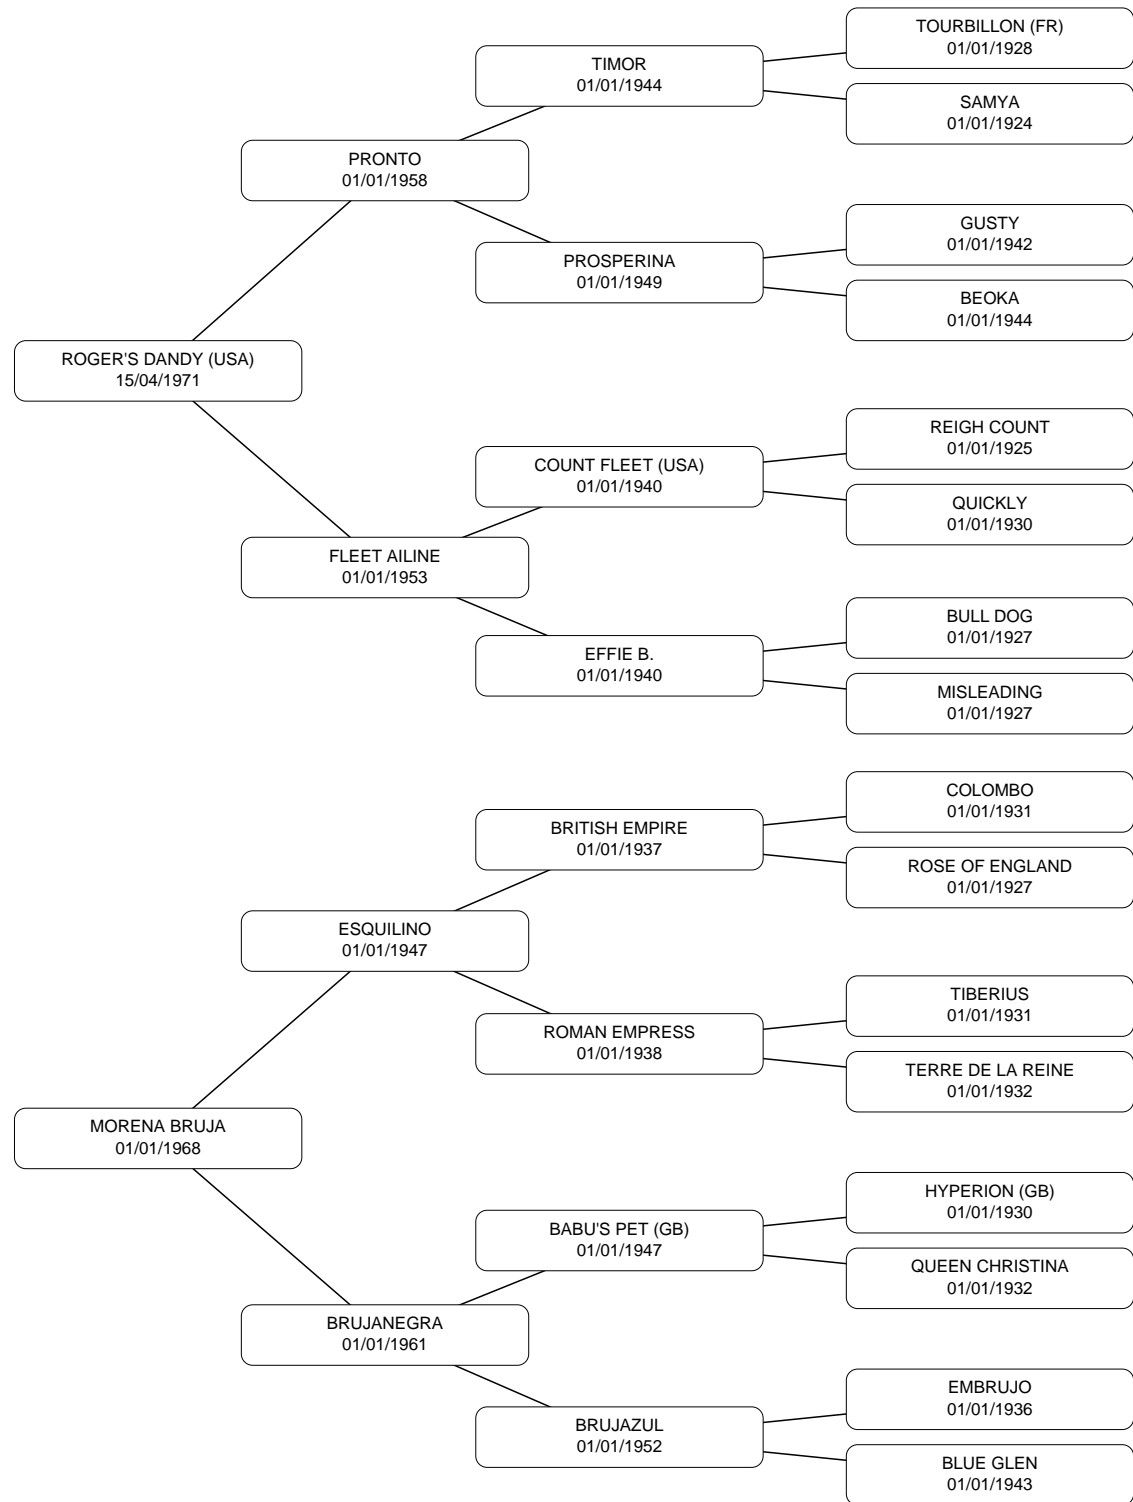 TOURBILLON (FR)
01/01/1928
TIMOR
01/01/1944
SAMYA
01/01/1924
PRONTO
01/01/1958
GUSTY
01/01/1942
PROSPERINA
01/01/1949
BEOKA
01/01/1944
ROGER'S DANDY (USA)
15/04/1971
REIGH COUNT
01/01/1925
COUNT FLEET (USA)
01/01/1940
QUICKLY
01/01/1930
FLEET AILINE
01/01/1953
BULL DOG
01/01/1927
EFFIE B.
01/01/1940
MISLEADING
01/01/1927
COLOMBO
01/01/1931
BRITISH EMPIRE
01/01/1937
ROSE OF ENGLAND
01/01/1927
ESQUILINO
01/01/1947
TIBERIUS
01/01/1931
ROMAN EMPRESS
01/01/1938
TERRE DE LA REINE
01/01/1932
MORENA BRUJA
01/01/1968
HYPERION (GB)
01/01/1930
BABU'S PET (GB)
01/01/1947
QUEEN CHRISTINA
01/01/1932
BRUJANEGRA
01/01/1961
EMBRUJO
01/01/1936
BRUJAZUL
01/01/1952
BLUE GLEN
01/01/1943